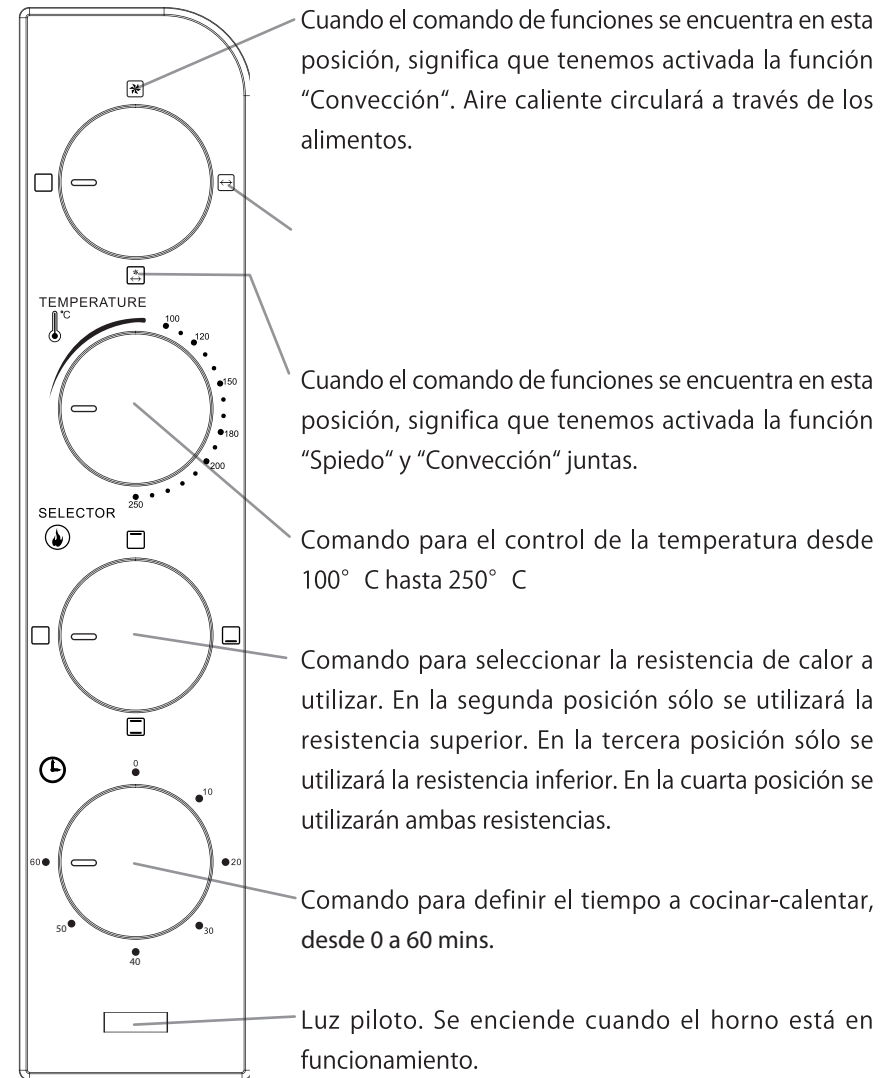 Cuando el comando de funciones se encuentra en esta
posición, significa que tenemos activada la función
“Convección“. Aire caliente circulará a través de los
alimentos.
TEMPERATURE
°C
100
120
150
180
200
250
Cuando el comando de funciones se encuentra en esta
posición, significa que tenemos activada la función
“Spiedo“ y “Convección“ juntas.
SELECTOR
Comando para el control de la temperatura desde
100° C hasta 250° C
Comando para seleccionar la resistencia de calor a
utilizar. En la segunda posición sólo se utilizará la
resistencia superior. En la tercera posición sólo se
utilizará la resistencia inferior. En la cuarta posición se
utilizarán ambas resistencias.
0
10
20
30
40
50
60
Comando para definir el tiempo a cocinar-calentar,
desde 0 a 60 mins.
Luz piloto. Se enciende cuando el horno está en
funcionamiento.